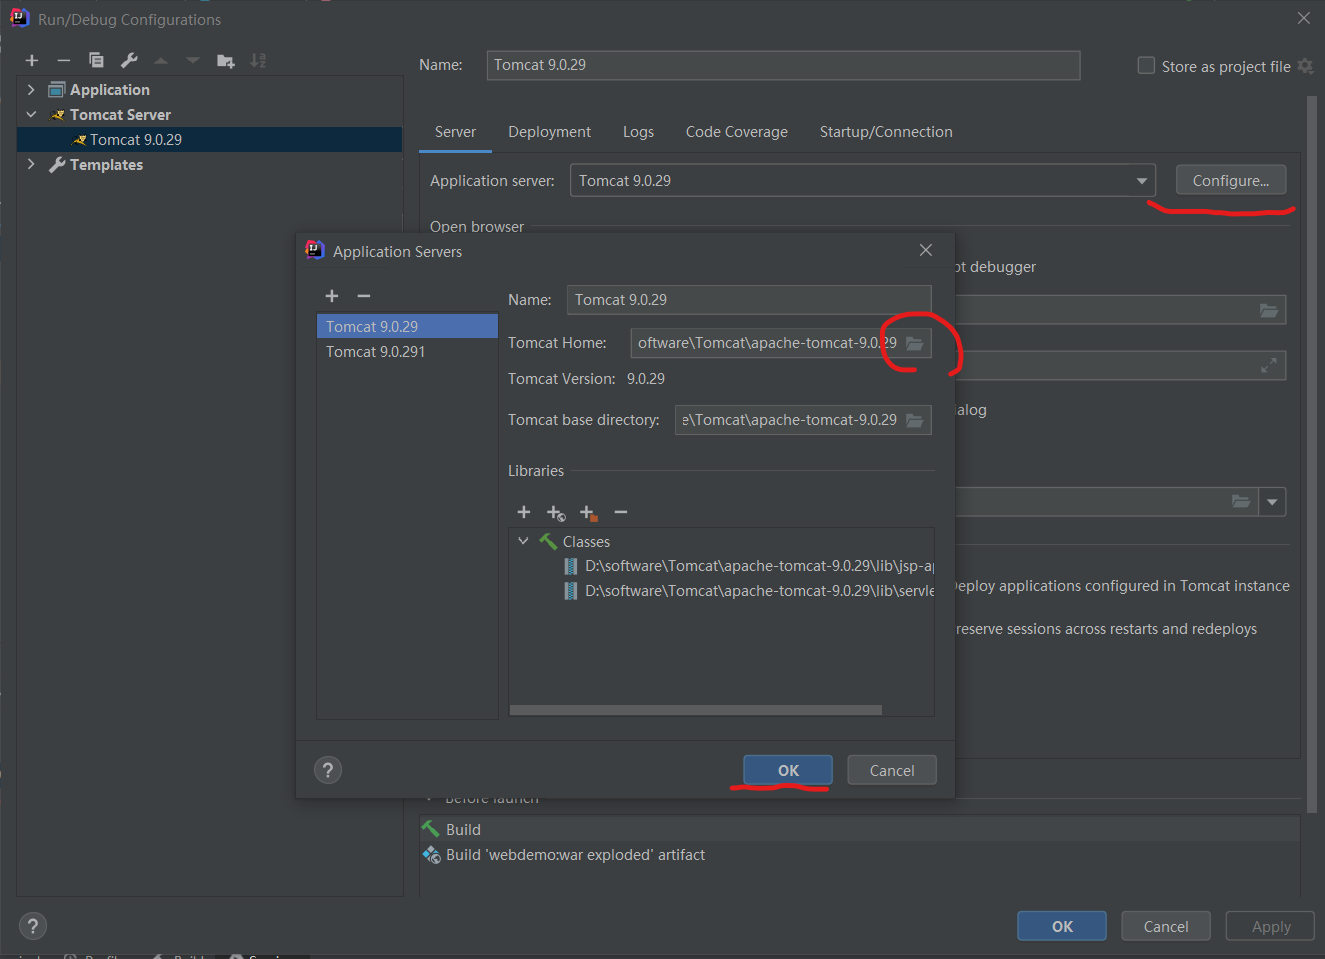 Run/Debug Configurations
Name: Tomcat 9.0.29
Store as project file
Application
Tomcat Server
Tomcat 9.0.29
Templates
Server Deployment Logs Code Coverage Startup/Connection
Application server: Tomcat 9.0.29 Configure...
Open browser
debugger
Application Servers
Tomcat 9.0.29
Tomcat 9.0.291
Name: Tomcat 9.0.29
Tomcat Home: oftware\Tomcat\apache-tomcat-9.0.29
Tomcat Version: 9.0.29
Tomcat base directory: e\Tomcat\apache-tomcat-9.0.29
Libraries
Classes
D:\software\Tomcat\apache-tomcat-9.0.29\lib\jsp-ap
D:\software\Tomcat\apache-tomcat-9.0.29\lib\servle
OK Cancel
ialog
Deploy applications configured in Tomcat instance
reserve sessions across restarts and redeploys
Before launch
Build
Build 'webdemo:war exploded' artifact
OK Cancel Apply